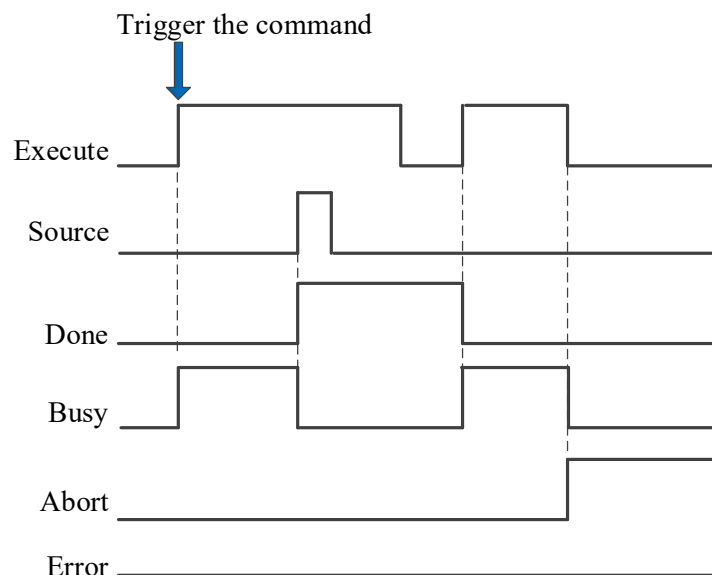 Trigger the command
Execute
Source
Done
Busy
Abort
Error